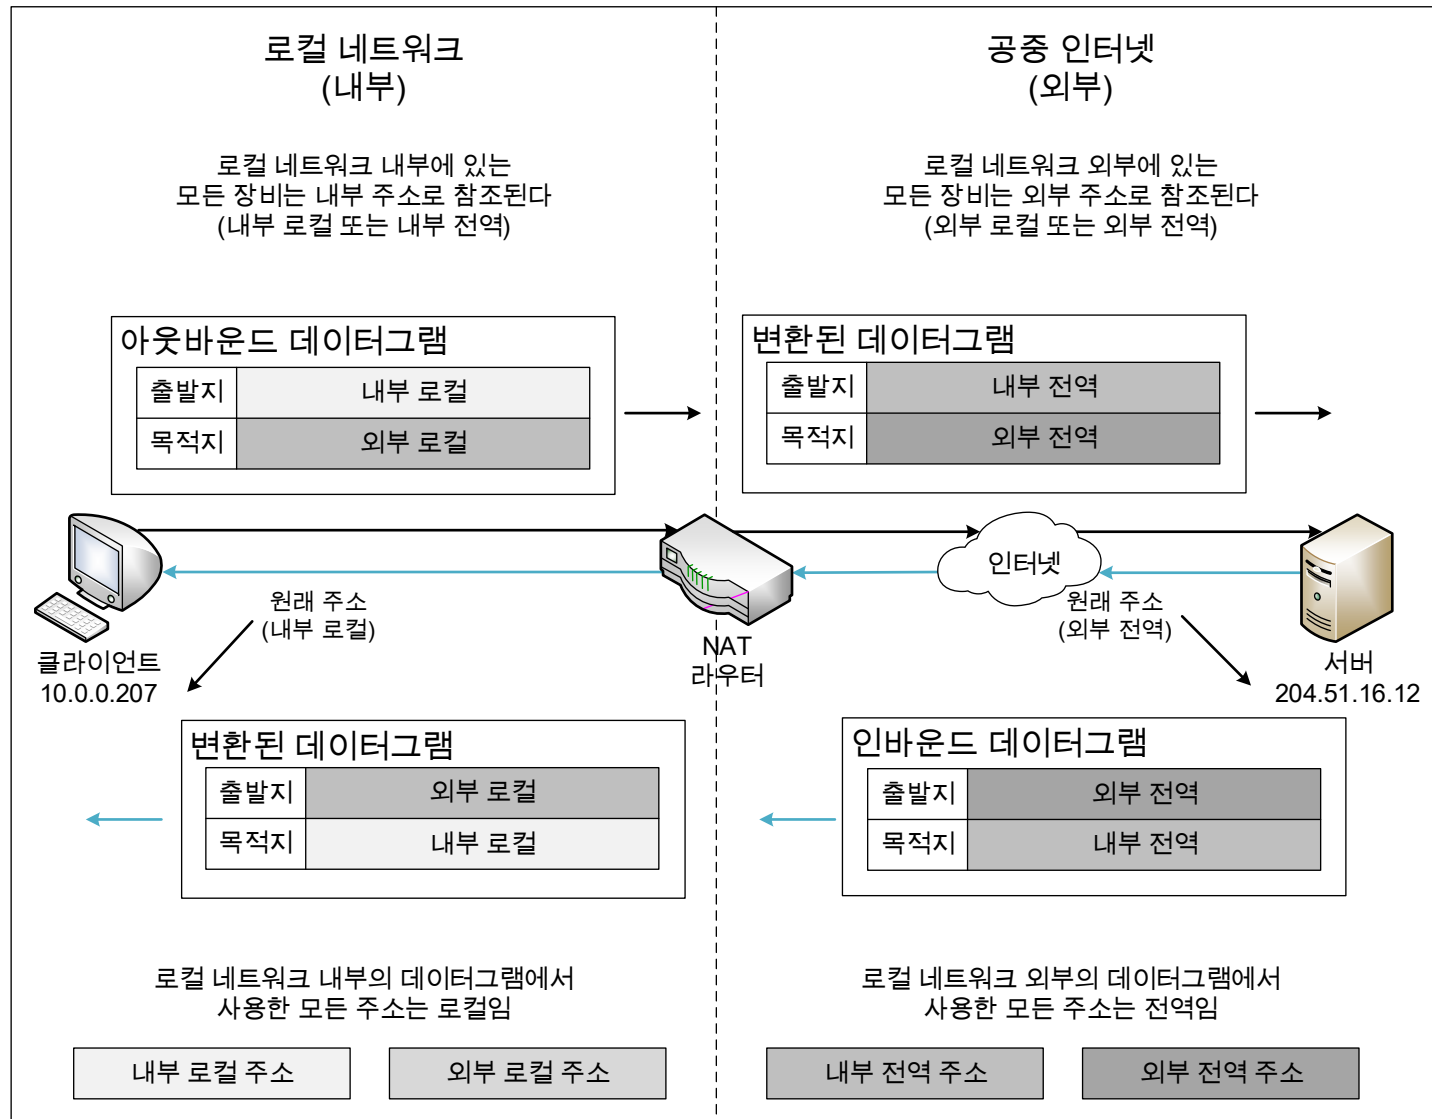 로컬 네트워크
(내부)
공중 인터넷
(외부)
로컬 네트워크 내부에 있는
모든 장비는 내부 주소로 참조된다
(내부 로컬 또는 내부 전역)
로컬 네트워크 외부에 있는
모든 장비는 외부 주소로 참조된다
(외부 로컬 또는 외부 전역)
아웃바운드 데이터그램
출발지 내부 로컬
목적지 외부 로컬
변환된 데이터그램
출발지 내부 전역
목적지 외부 전역
인터넷
원래 주소
(내부 로컬)
원래 주소
(외부 전역)
클라이언트
10.0.0.207
NAT
라우터
서버
204.51.16.12
변환된 데이터그램
출발지 외부 로컬
목적지 내부 로컬
인바운드 데이터그램
출발지 외부 전역
목적지 내부 전역
로컬 네트워크 내부의 데이터그램에서
사용한 모든 주소는 로컬임
로컬 네트워크 외부의 데이터그램에서
사용한 모든 주소는 전역임
내부 로컬 주소
외부 로컬 주소
내부 전역 주소
외부 전역 주소